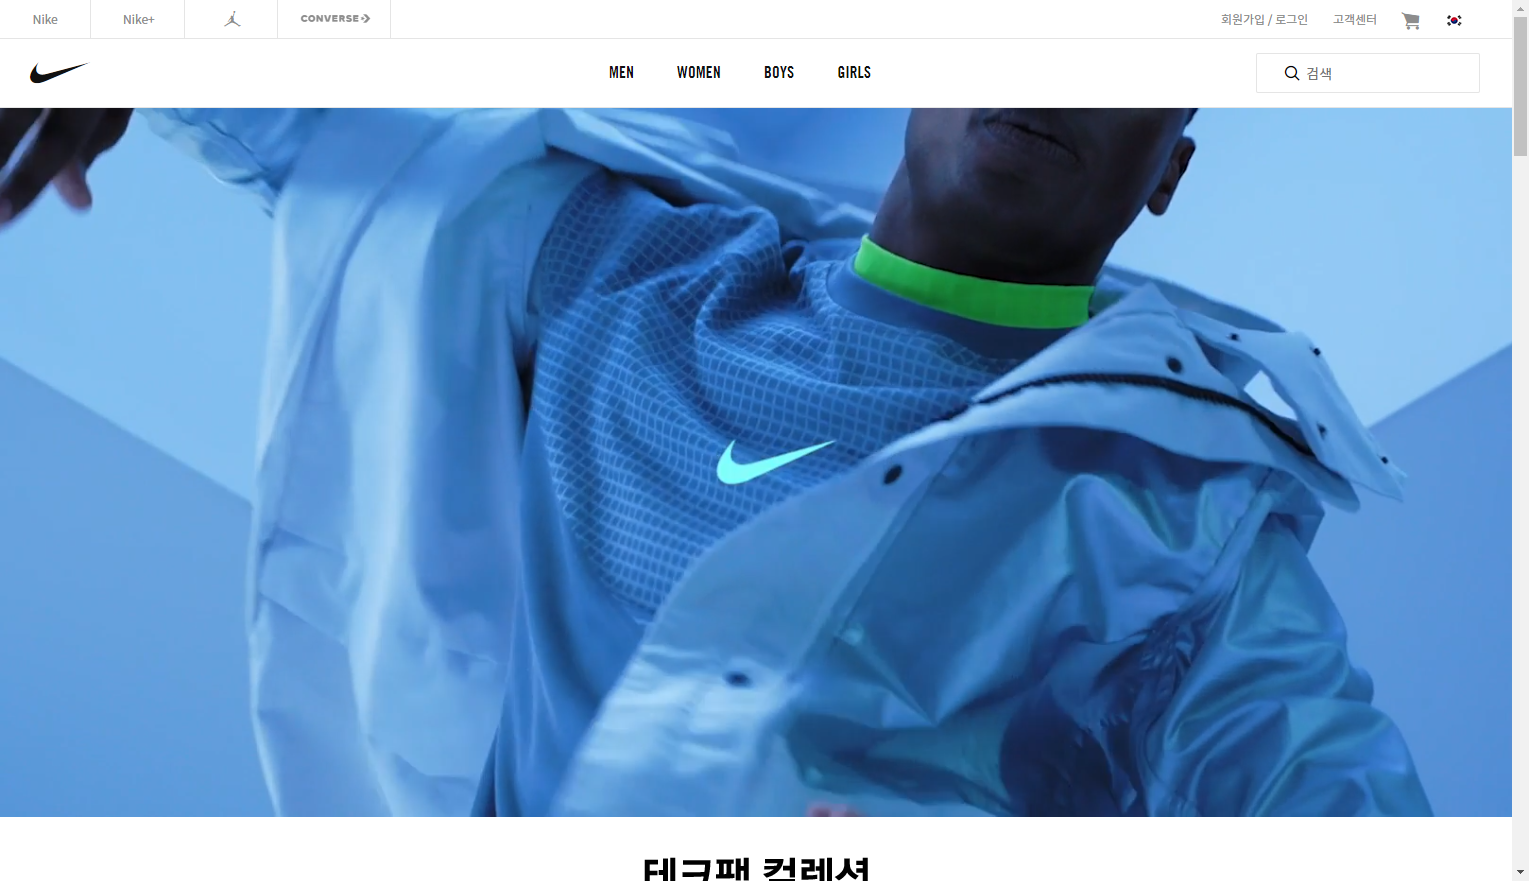 Nike
Nike+
CONVERSE
회원가입 / 로그인
고객센터
MEN
WOMEN
BOYS
GIRLS
검색
테크팩 컬렉션